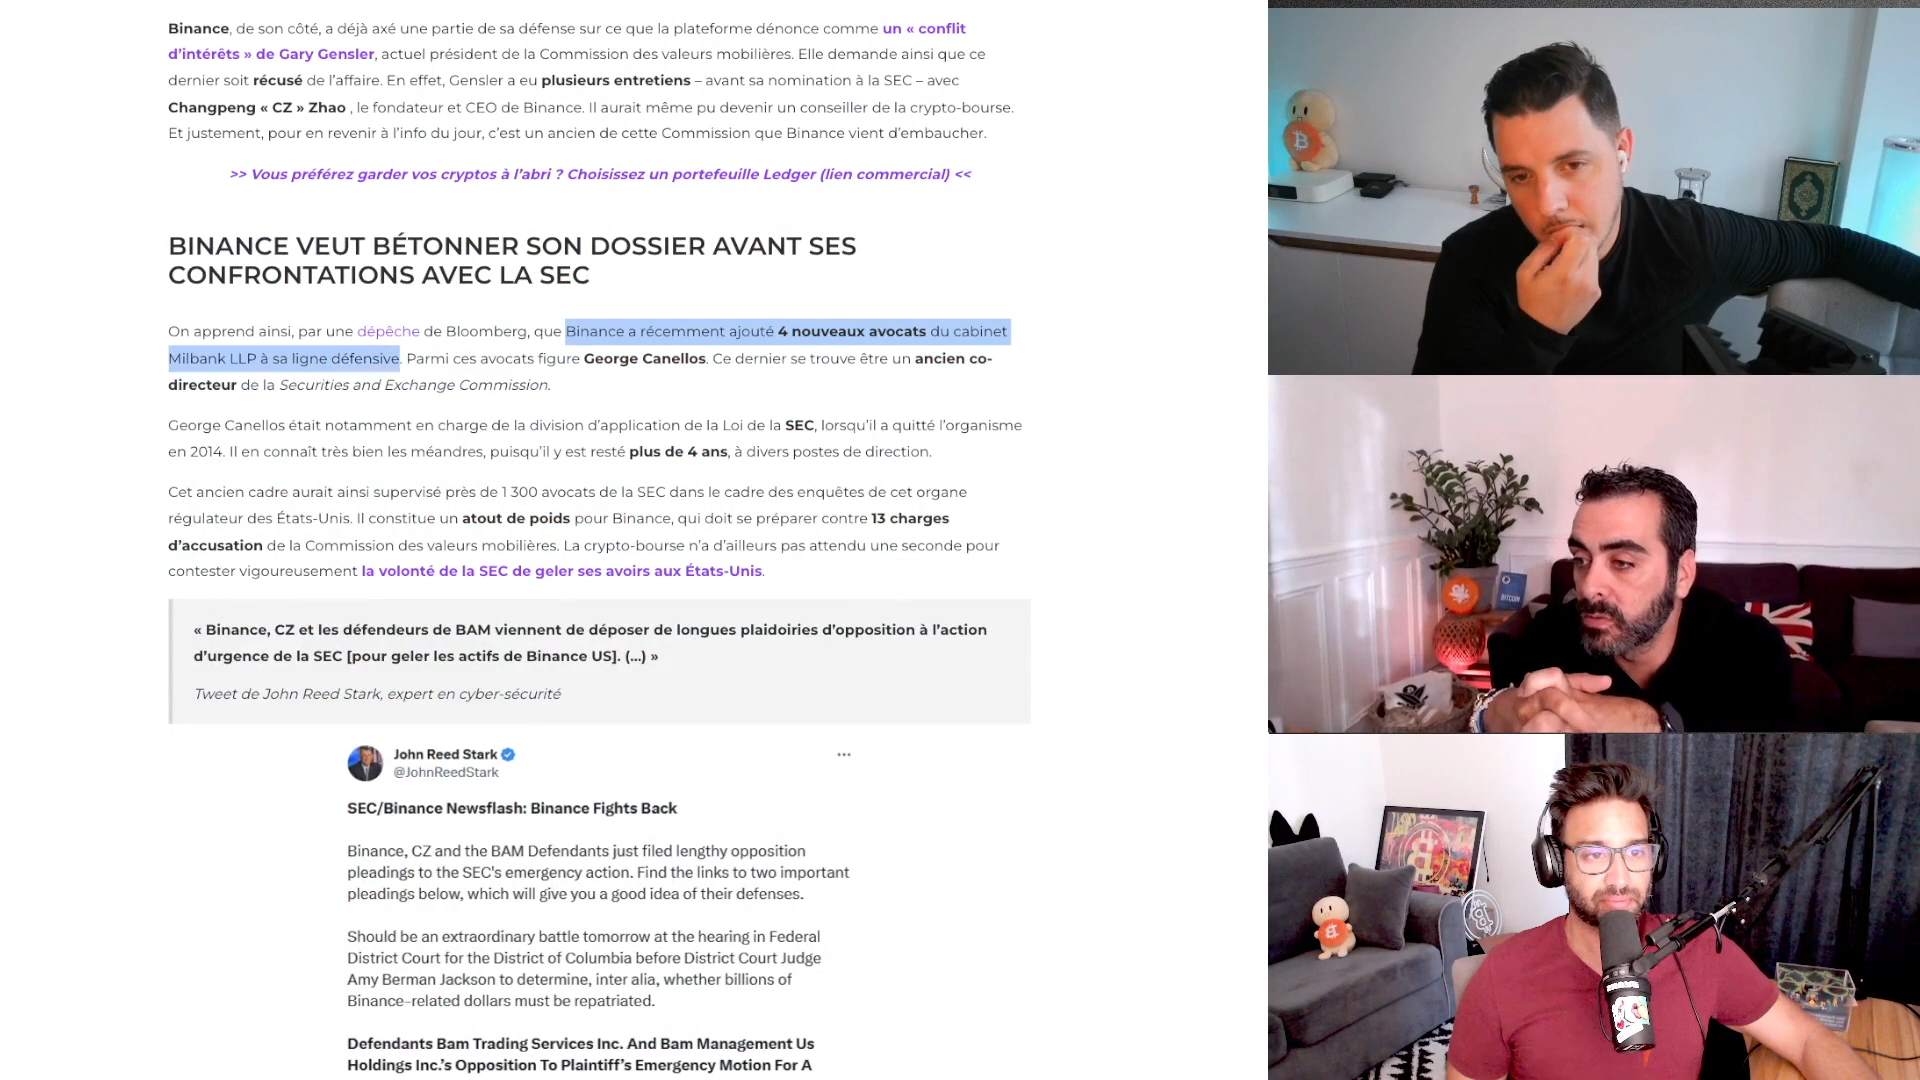 Binance, de son côté, a déjà axé une partie de sa défense sur ce que la plateforme dénonce comme un « conflit
d’intérêts » de Gary Gensler, actuel président de la Commission des valeurs mobilières. Elle demande ainsi que ce
dernier soit récusé de l’affaire. En effet, Gensler a eu plusieurs entretiens – avant sa nomination à la SEC – avec
Changpeng « CZ » Zhao , le fondateur et CEO de Binance. Il aurait même pu devenir un conseiller de la crypto-bourse.
Et justement, pour en revenir à l’info du jour, c’est un ancien de cette Commission que Binance vient d’embaucher.
>> Vous préférez garder vos cryptos à l’abri ? Choisissez un portefeuille Ledger (lien commercial) <<
BINANCE VEUT BÉTONNER SON DOSSIER AVANT SES
CONFRONTATIONS AVEC LA SEC
On apprend ainsi, par une dépêche de Bloomberg, que Binance a récemment ajouté 4 nouveaux avocats du cabinet
Milbank LLP à sa ligne défensive. Parmi ces avocats figure George Canellos. Ce dernier se trouve être un ancien co-
directeur de la Securities and Exchange Commission.
George Canellos était notamment en charge de la division d’application de la Loi de la SEC, lorsqu’il a quitté l’organisme
en 2014. Il en connaît très bien les méandres, puisqu’il y est resté plus de 4 ans, à divers postes de direction.
Cet ancien cadre aurait ainsi supervisé près de 1 300 avocats de la SEC dans le cadre des enquêtes de cet organe
régulateur des États-Unis. Il constitue un atout de poids pour Binance, qui doit se préparer contre 13 charges
d’accusation de la Commission des valeurs mobilières. La crypto-bourse n’a d’ailleurs pas attendu une seconde pour
contester vigoureusement la volonté de la SEC de geler ses avoirs aux États-Unis.
« Binance, CZ et les défendeurs de BAM viennent de déposer de longues plaidoiries d’opposition à l’action
d’urgence de la SEC [pour geler les actifs de Binance US]. (…) »
Tweet de John Reed Stark, expert en cyber-sécurité
John Reed Stark
@JohnReedStark
SEC/Binance Newsflash: Binance Fights Back
Binance, CZ and the BAM Defendants just filed lengthy opposition
pleadings to the SEC's emergency action. Find the links to two important
pleadings below, which will give you a good idea of their defenses.
Should be an extraordinary battle tomorrow at the hearing in Federal
District Court for the District of Columbia before District Court Judge
Amy Berman Jackson to determine, inter alia, whether billions of
Binance-related dollars must be repatriated.
Defendants Bam Trading Services Inc. And Bam Management Us
Holdings Inc.’s Opposition To Plaintiff’s Emergency Motion For A
BITCOIN